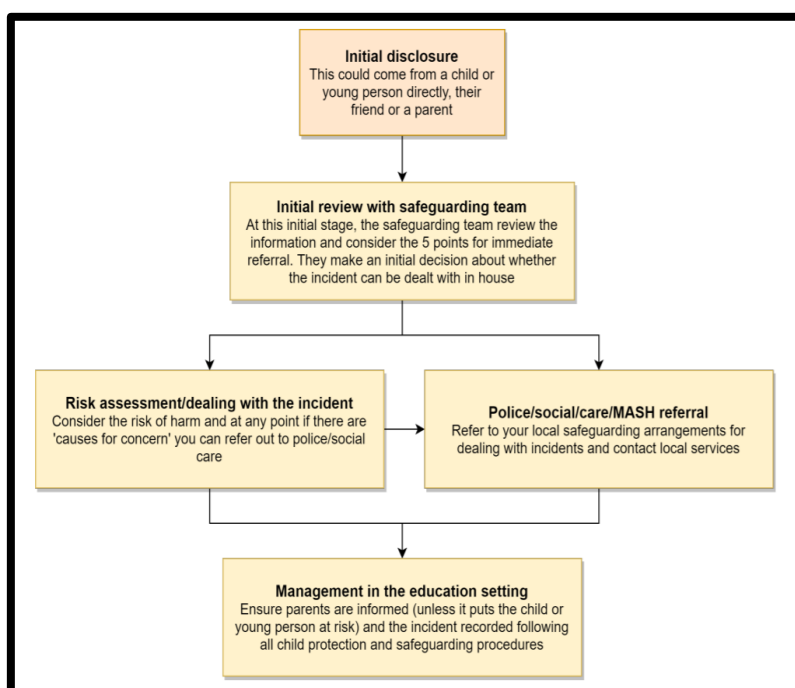 Initial disclosure
This could come from a child or
young person directly, their
friend or a parent
Initial review with safeguarding team
At this initial stage, the safeguarding team review the
information and consider the 5 points for immediate
referral. They make an initial decision about whether
the incident can be dealt with in house
Risk assessment/dealing with the incident
Consider the risk of harm and at any point if there are
'causes for concern' you can refer out to police/social
care
Police/social/care/MASH referral
Refer to your local safeguarding arrangements for
dealing with incidents and contact local services
Management in the education setting
Ensure parents are informed (unless it puts the child or
young person at risk) and the incident recorded following
all child protection and safeguarding procedures